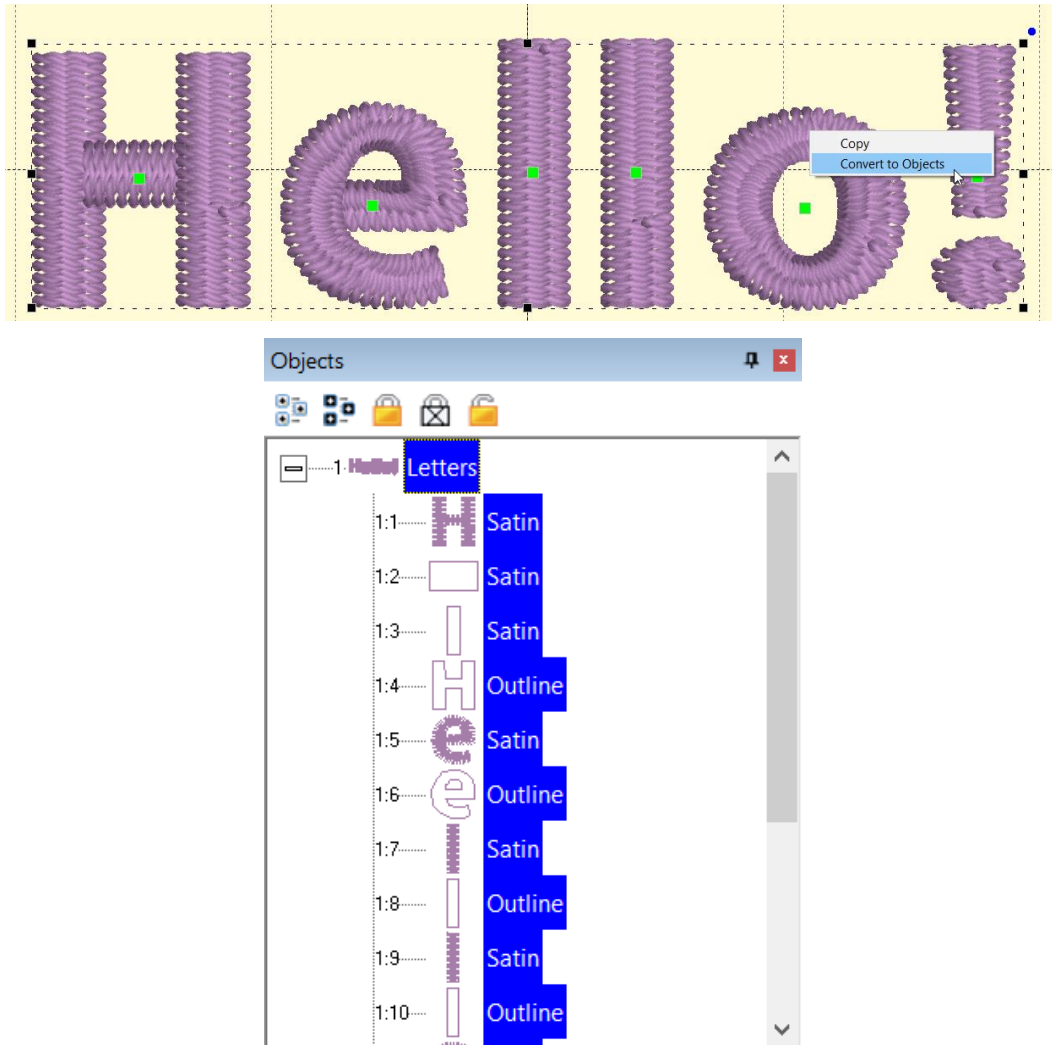 Hello!
Copy
Convert to Objects
Objects
1 Hello! Letters
1:1 Satin
1:2 Satin
1:3 Satin
1:4 H Outline
1:5 e Satin
1:6 e Outline
1:7 Satin
1:8 Outline
1:9 Satin
1:10 Outline